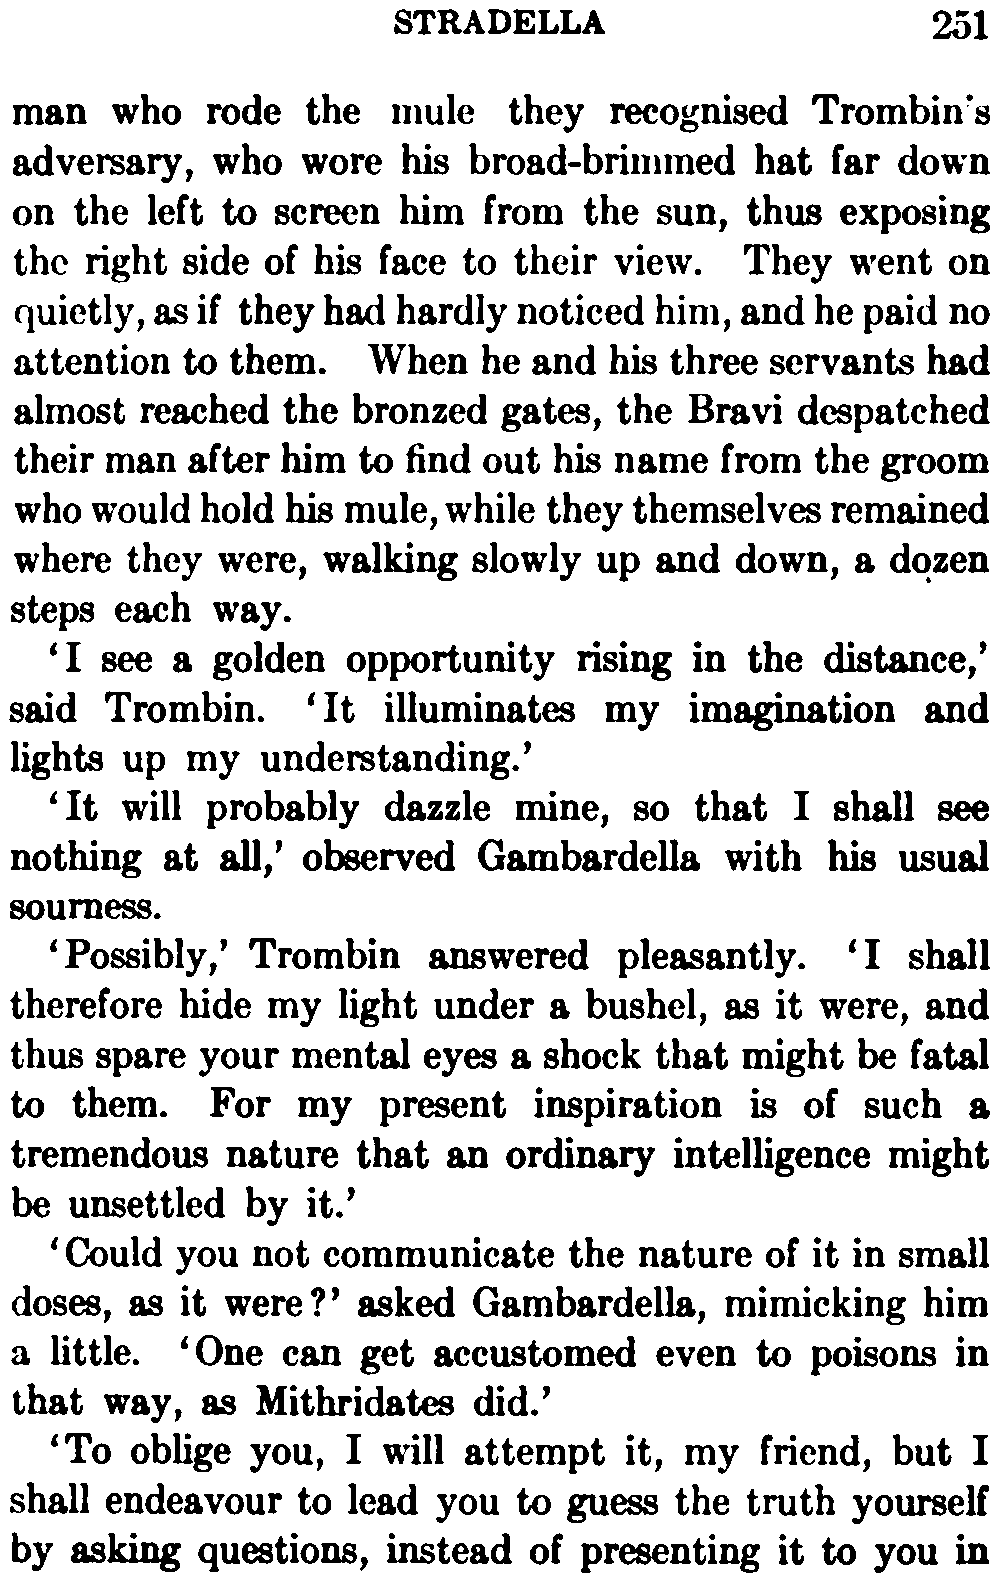 STRADELLA 251
man who rode the mule they recognised Trombin's
adversary, who wore his broad-brimmed hat far down
on the left to screen him from the sun, thus exposing
the right side of his face to their view. They went on
quietly, as if they had hardly noticed him, and he paid no
attention to them. When he and his three servants had
almost reached the bronzed gates, the Bravi despatched
their man after him to find out his name from the groom
who would hold his mule, while they themselves remained
where they were, walking slowly up and down, a dozen
steps each way.
‘I see a golden opportunity rising in the distance,’
said Trombin. ‘It illuminates my imagination and
lights up my understanding.’
‘It will probably dazzle mine, so that I shall see
nothing at all,’ observed Gambardella with his usual
sourness.
‘Possibly,’ Trombin answered pleasantly. ‘I shall
therefore hide my light under a bushel, as it were, and
thus spare your mental eyes a shock that might be fatal
to them. For my present inspiration is of such a
tremendous nature that an ordinary intelligence might
be unsettled by it.’
‘Could you not communicate the nature of it in small
doses, as it were?’ asked Gambardella, mimicking him
a little. ‘One can get accustomed even to poisons in
that way, as Mithridates did.’
‘To oblige you, I will attempt it, my friend, but I
shall endeavour to lead you to guess the truth yourself
by asking questions, instead of presenting it to you in